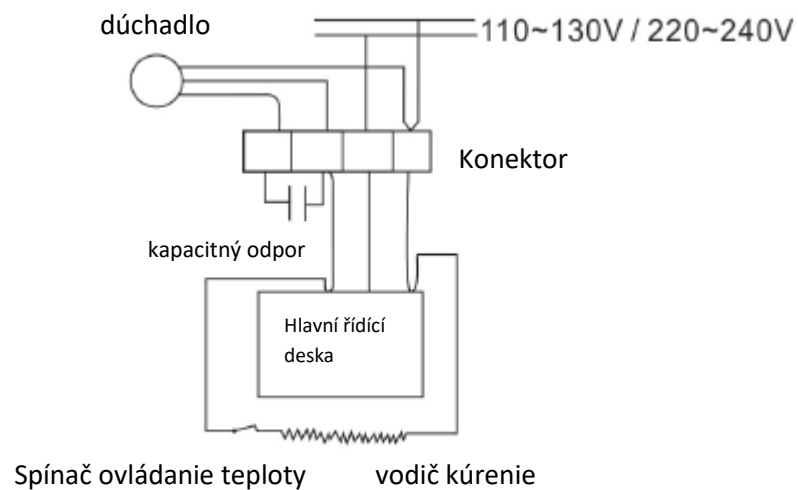 dúchadlo
110~130V / 220~240V
Konektor
kapacitný odpor
Hlavní řídící
deska
Spínač ovládanie teploty
vodič kúrenie